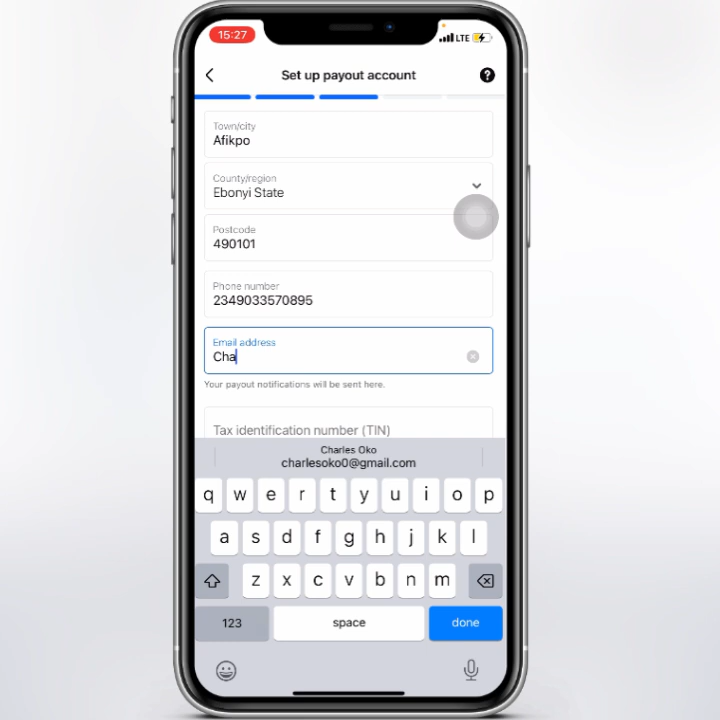 15:27
LTE
Set up payout account
?
Town/city
Afikpo
County/region
Ebonyi State
Postcode
490101
Phone number
2349033570895
Email address
Cha
Your payout notifications will be sent here.
Tax identification number (TIN)
Charles Oko
charlesoko0@gmail.com
q w e r t y u i o p
a s d f g h j k l
z x c v b n m
123 space done